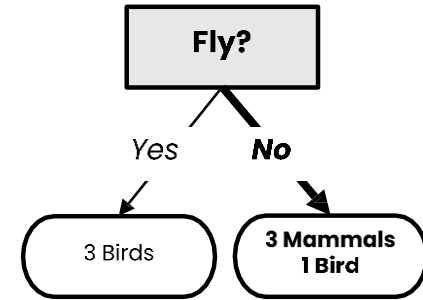 Fly?
Yes
No
3 Birds
3 Mammals
1 Bird